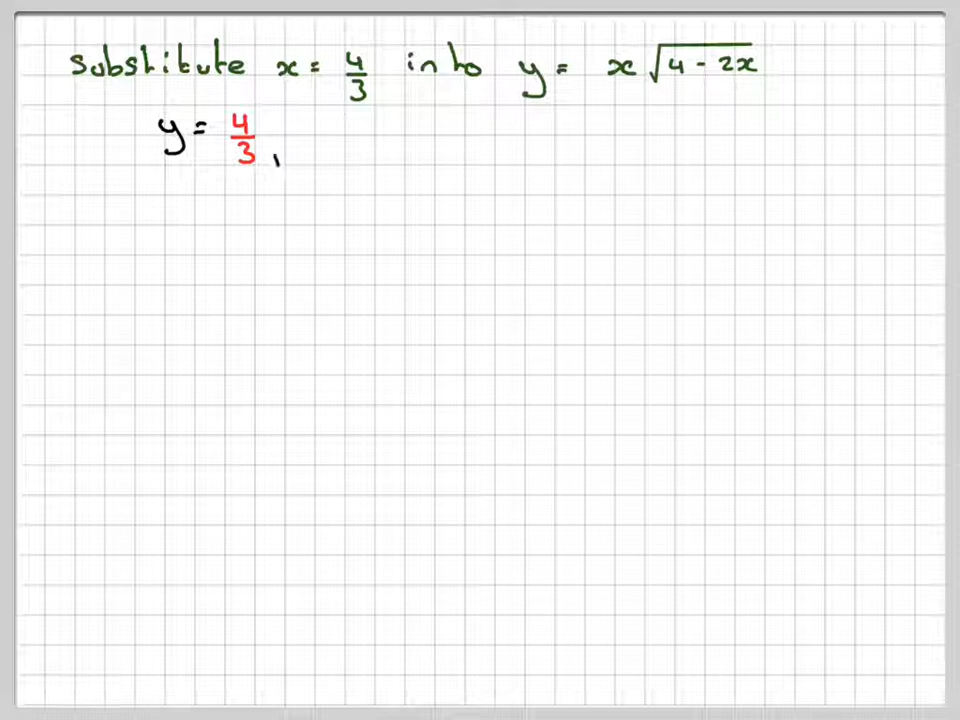 substitute x = 4/3 into y = x√(4 - 2x)
y = 4/3